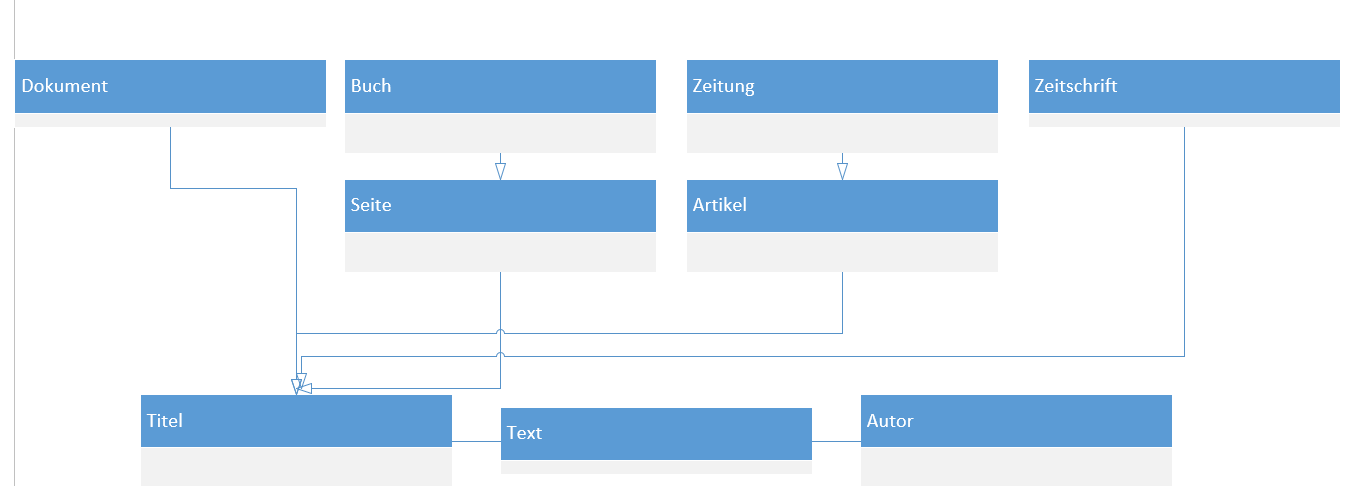 Dokument
Buch
Zeitung
Zeitschrift
Seite
Artikel
Titel
Text
Autor